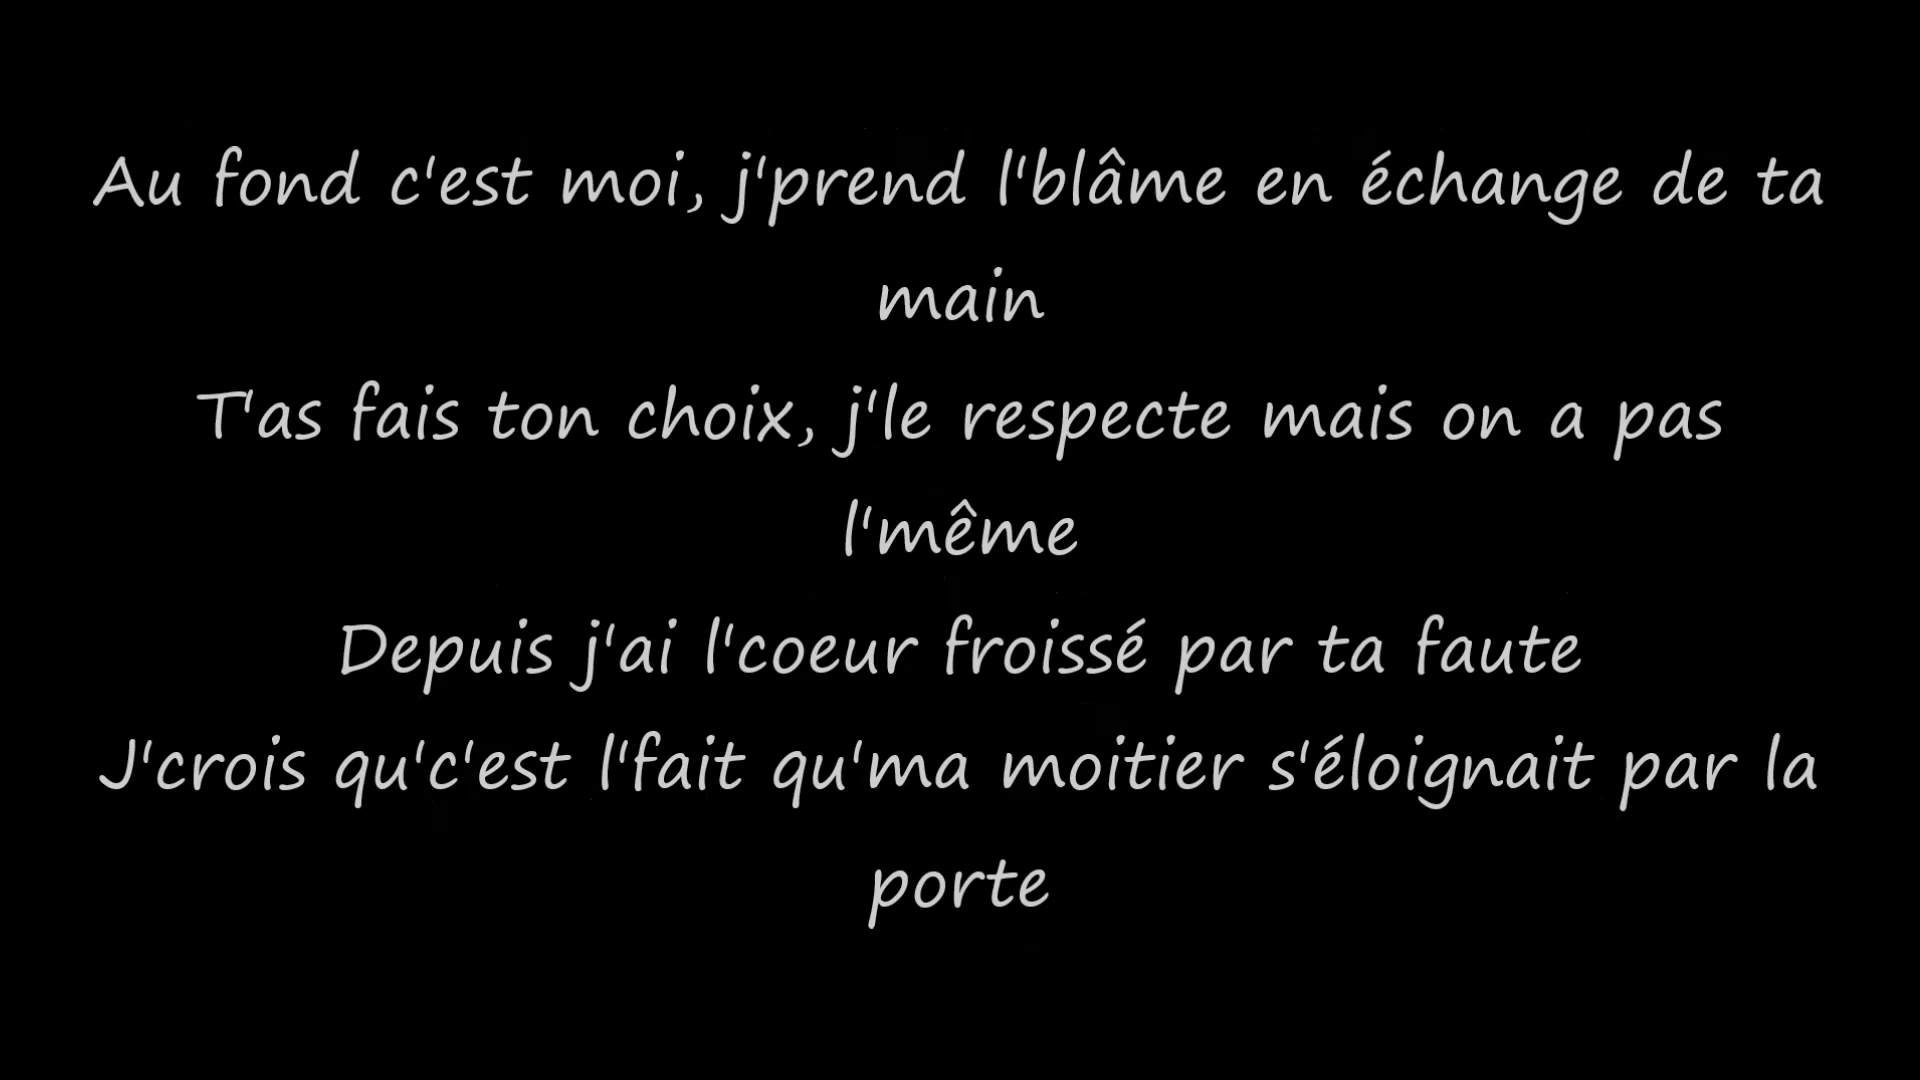 Au fond c'est moi, j'prend l'blâme en échange de ta
main
T'as fais ton choix, j'le respecte mais on a pas
l'même
Depuis j'ai l'coeur froissé par ta faute
J'crois qu'c'est l'fait qu'ma moitier s'éloignait par la
porte